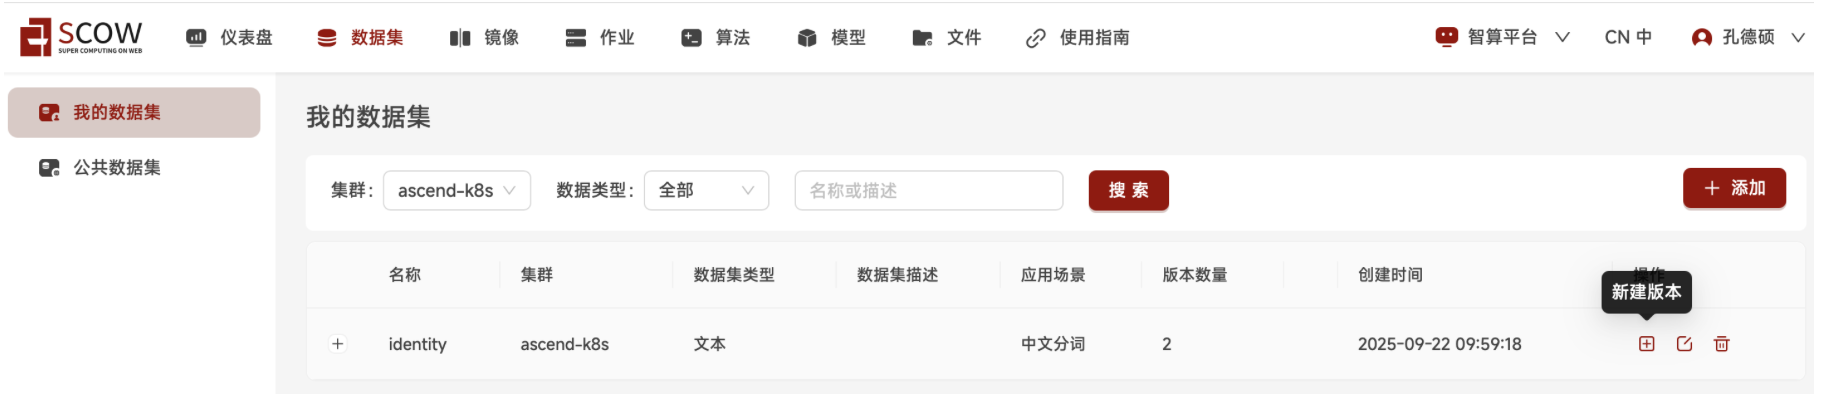 SCOW
SUPER COMPUTING ON WEB
仪表盘 数据集 镜像 作业 算法 模型 文件 使用指南 智算平台 CN 中 孔德硕
我的数据集
公共数据集
我的数据集
集群: ascend-k8s 数据类型: 全部 名称或描述 搜 索 添加
名称 集群 数据集类型 数据集描述 应用场景 版本数量 创建时间 操作
新建版本
identity ascend-k8s 文本 中文分词 2 2025-09-22 09:59:18